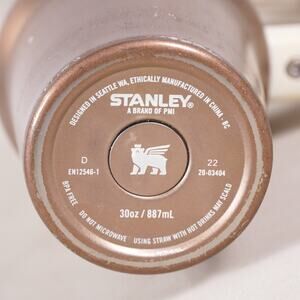 DESIGNED IN SEATTLE WA, ETHICALLY MANUFACTURED IN CHINA - BC
STANLEY®
A BRAND OF PMI
D
EN12546-1
22
20-03404
30oz / 887mL
BPA FREE
DO NOT MICROWAVE
USING STRAW WITH HOT DRINKS MAY SCALD